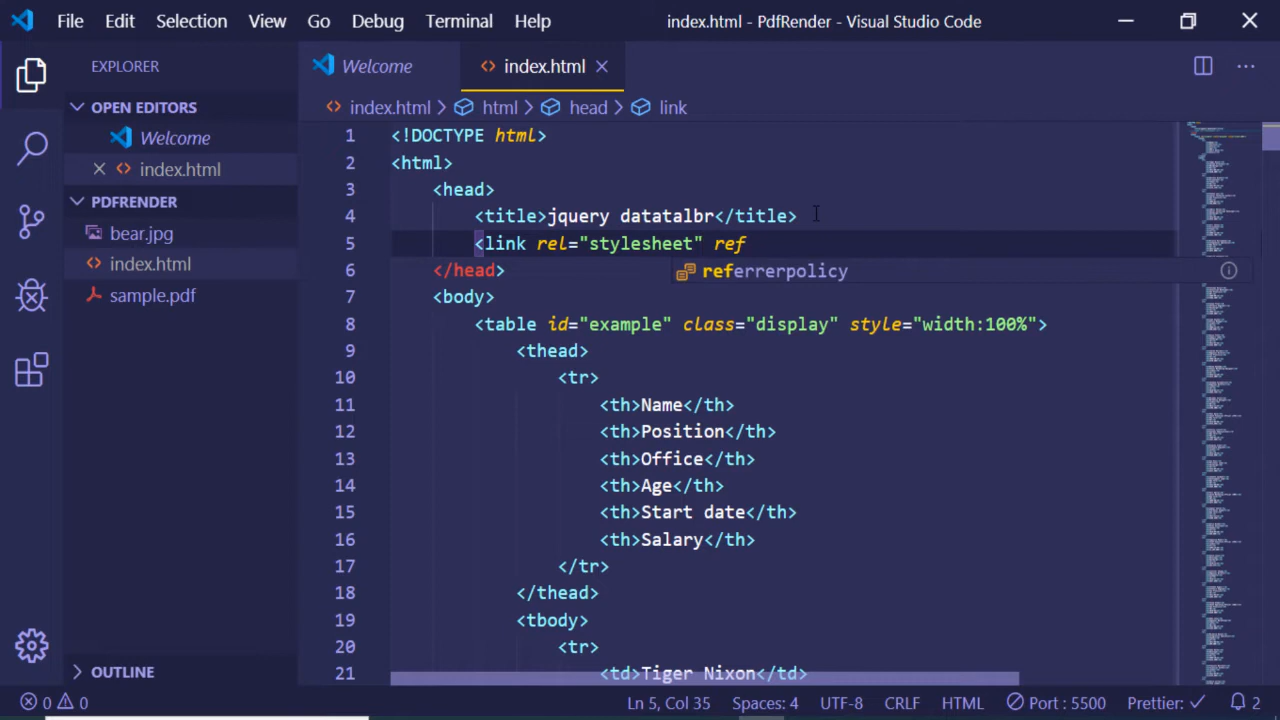 File Edit Selection View Go Debug Terminal Help index.html - PdfRender - Visual Studio Code
EXPLORER
OPEN EDITORS
Welcome
index.html
PDFRENDER
bear.jpg
index.html
sample.pdf
OUTLINE
Welcome index.html
index.html html head link
1 <!DOCTYPE html>
2 <html>
3 <head>
4 <title>jquery datatalbr</title>
5 <link rel="stylesheet" ref
referrerpolicy
6 </head>
7 <body>
8 <table id="example" class="display" style="width:100%">
9 <thead>
10 <tr>
11 <th>Name</th>
12 <th>Position</th>
13 <th>Office</th>
14 <th>Age</th>
15 <th>Start date</th>
16 <th>Salary</th>
17 </tr>
18 </thead>
19 <tbody>
20 <tr>
21 <td>Tiger Nixon</td>
0 0 Ln 5, Col 35 Spaces: 4 UTF-8 CRLF HTML Port : 5500 Prettier: 2